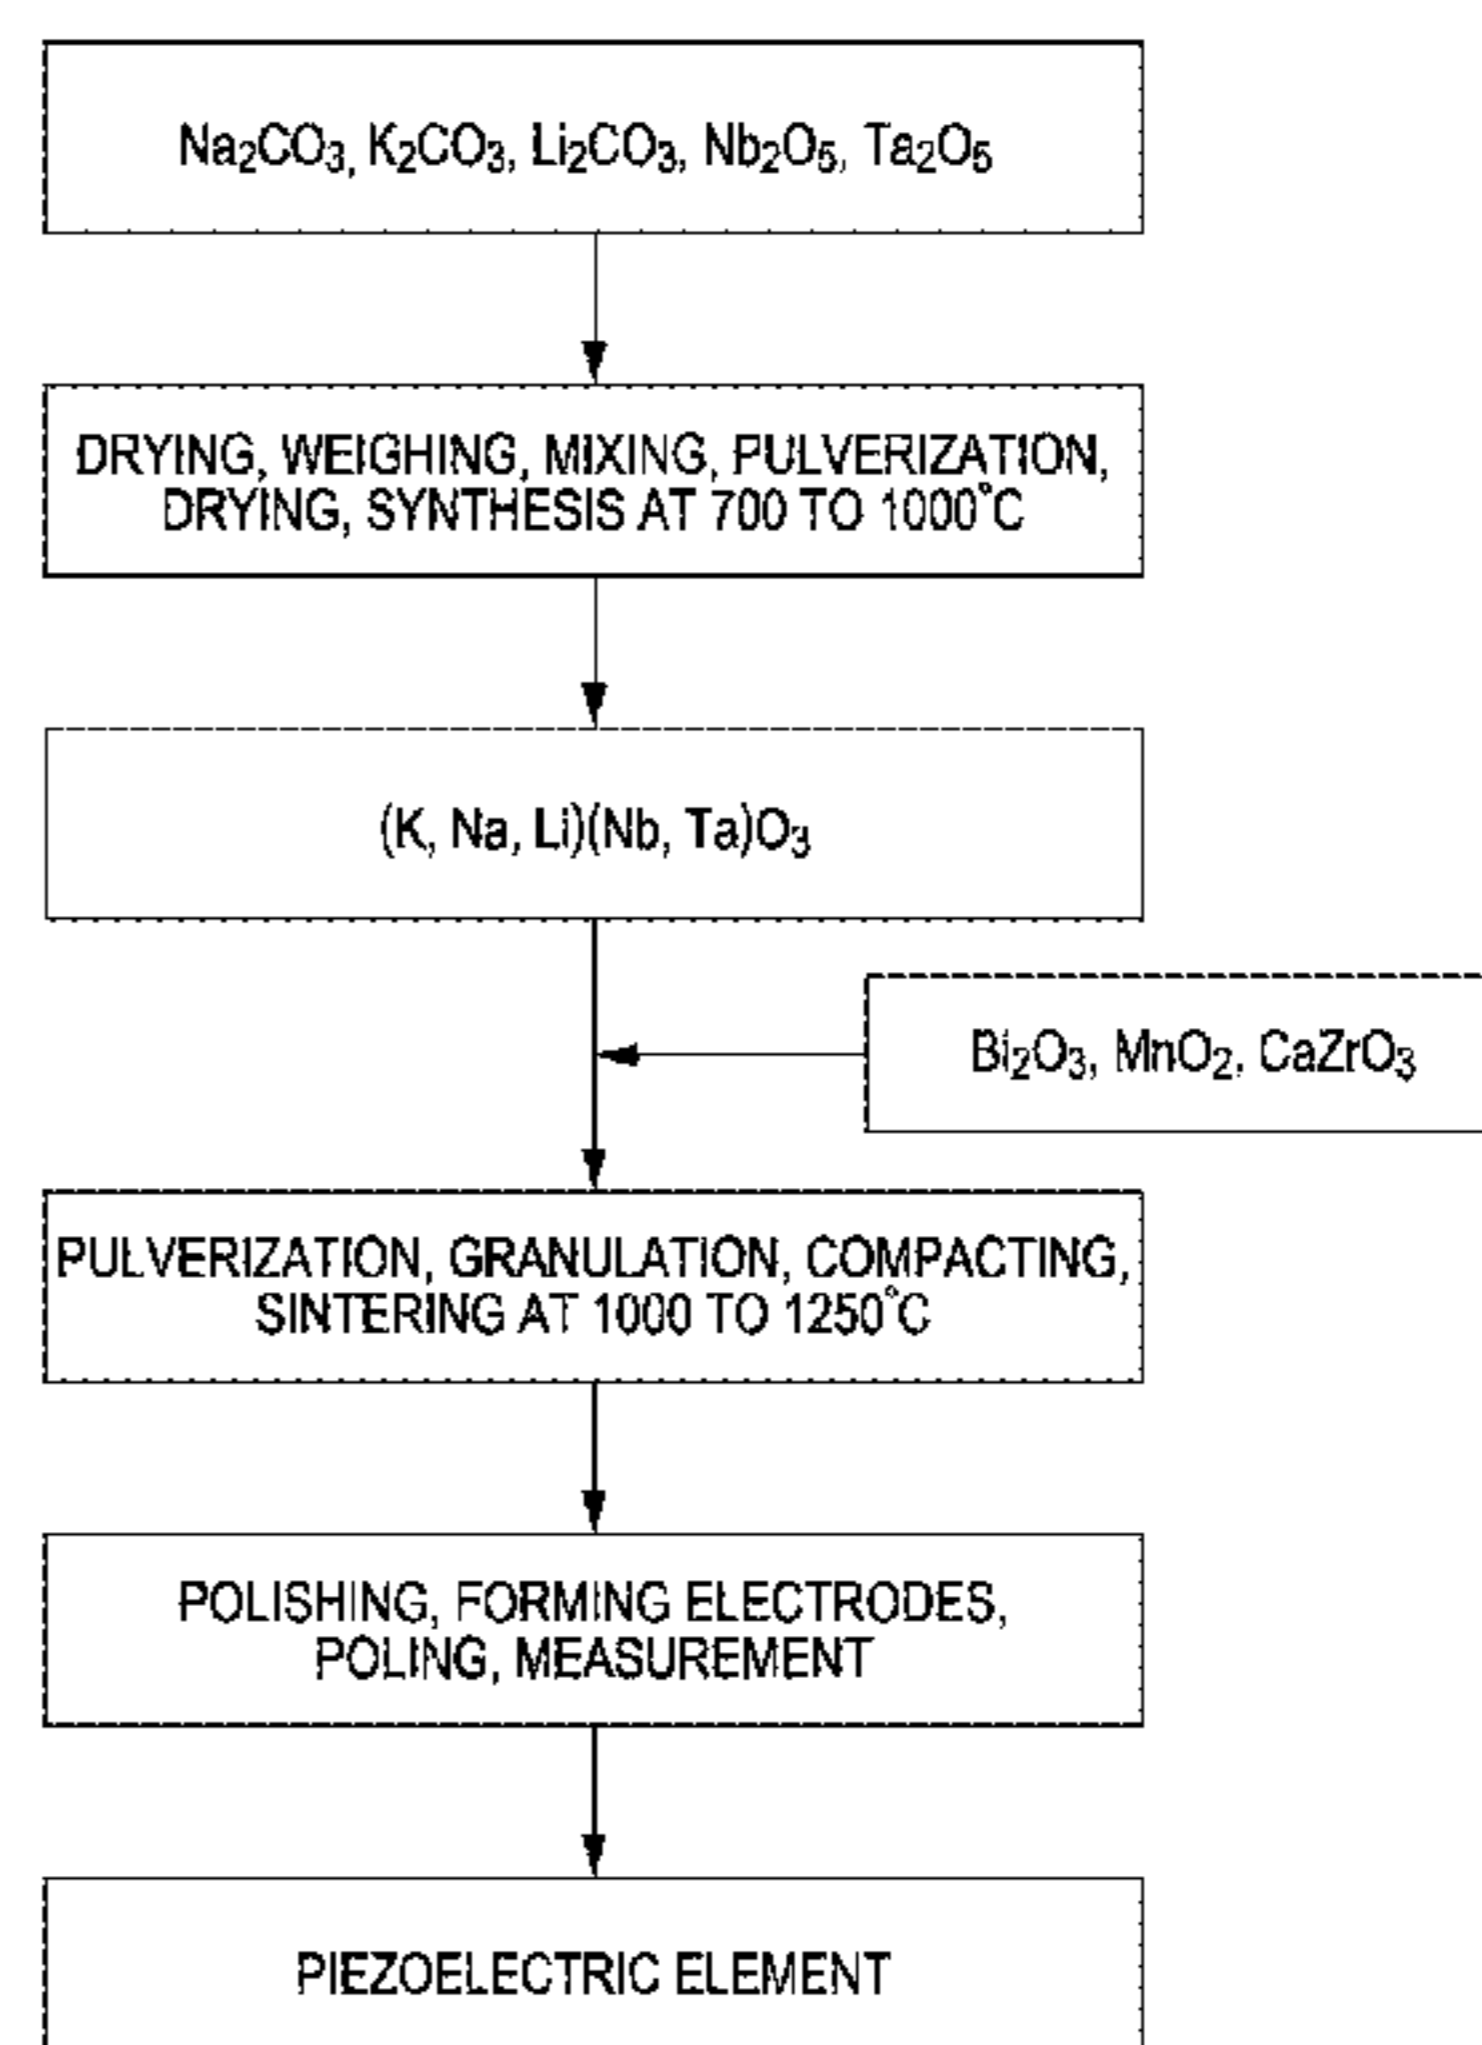 Na₂CO₃, K₂CO₃, Li₂CO₃, Nb₂O₅, Ta₂O₅
DRYING, WEIGHING, MIXING, PULVERIZATION,
DRYING, SYNTHESIS AT 700 TO 1000°C
(K, Na, Li)(Nb, Ta)O₃
Bi₂O₃, MnO₂, CaZrO₃
PULVERIZATION, GRANULATION, COMPACTING,
SINTERING AT 1000 TO 1250°C
POLISHING, FORMING ELECTRODES,
POLING, MEASUREMENT
PIEZOELECTRIC ELEMENT